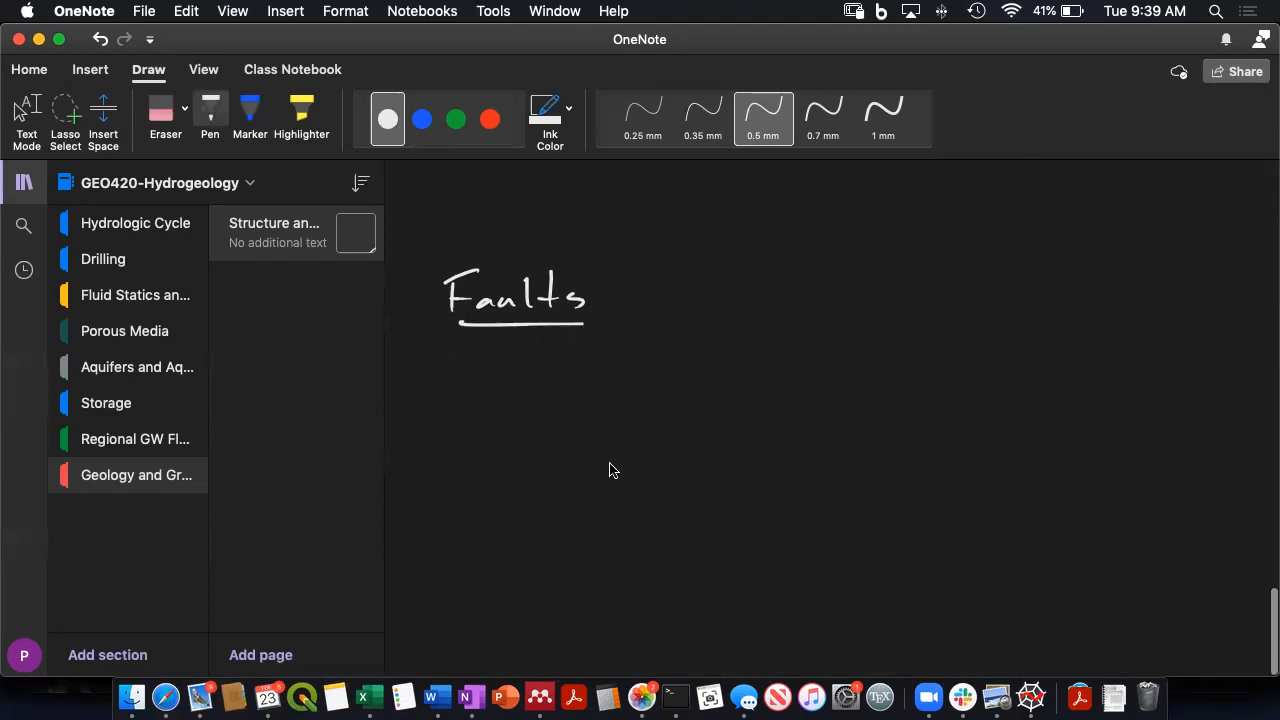 OneNote File Edit View Insert Format Notebooks Tools Window Help 41% Tue 9:39 AM
OneNote
Home Insert Draw View Class Notebook Share
Text Mode Lasso Select Insert Space Eraser Pen Marker Highlighter Ink Color 0.25 mm 0.35 mm 0.5 mm 0.7 mm 1 mm
GEO420-Hydrogeology
Hydrologic Cycle
Drilling
Fluid Statics an...
Porous Media
Aquifers and Aq...
Storage
Regional GW Fl...
Geology and Gr...
Structure an...
No additional text
Faults
P Add section Add page